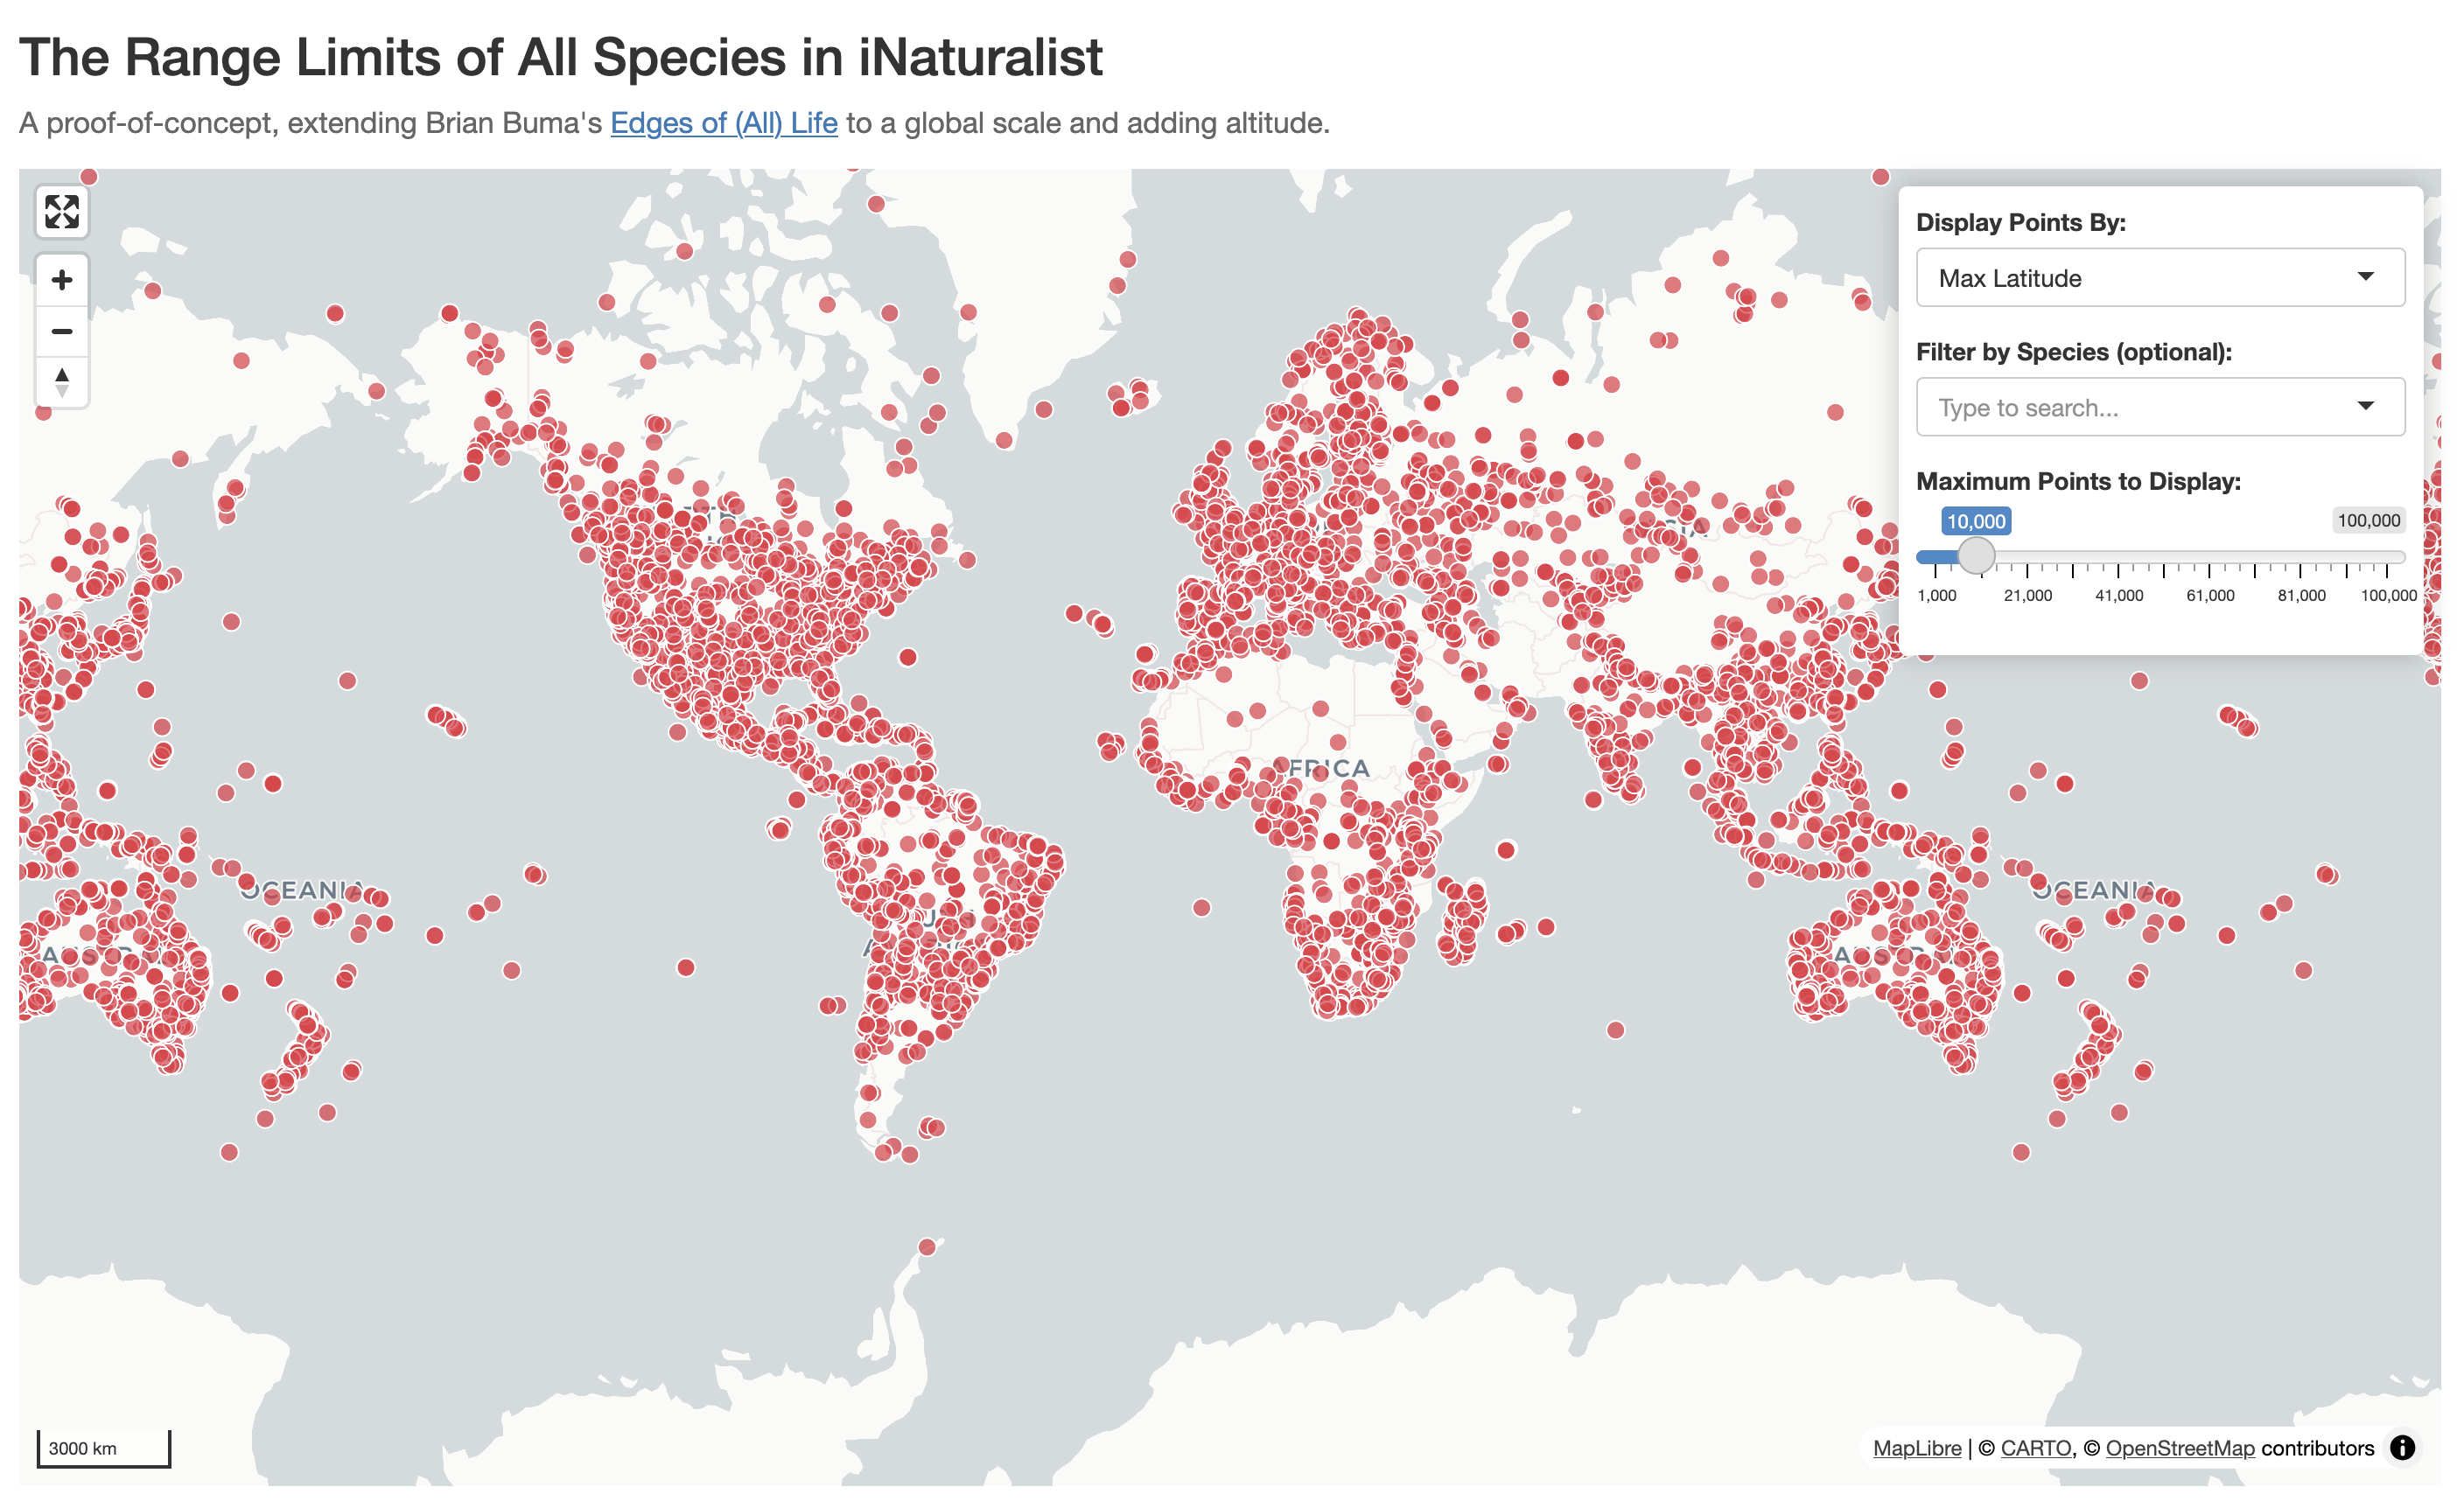 The Range Limits of All Species in iNaturalist
A proof-of-concept, extending Brian Buma's Edges of (All) Life to a global scale and adding altitude.
Display Points By:
Max Latitude
Filter by Species (optional):
Type to search...
Maximum Points to Display:
10,000
100,000
1,000 21,000 41,000 61,000 81,000 100,000
AFRICA
OCEANIA
OCEANIA
3000 km
MapLibre | © CARTO, © OpenStreetMap contributors